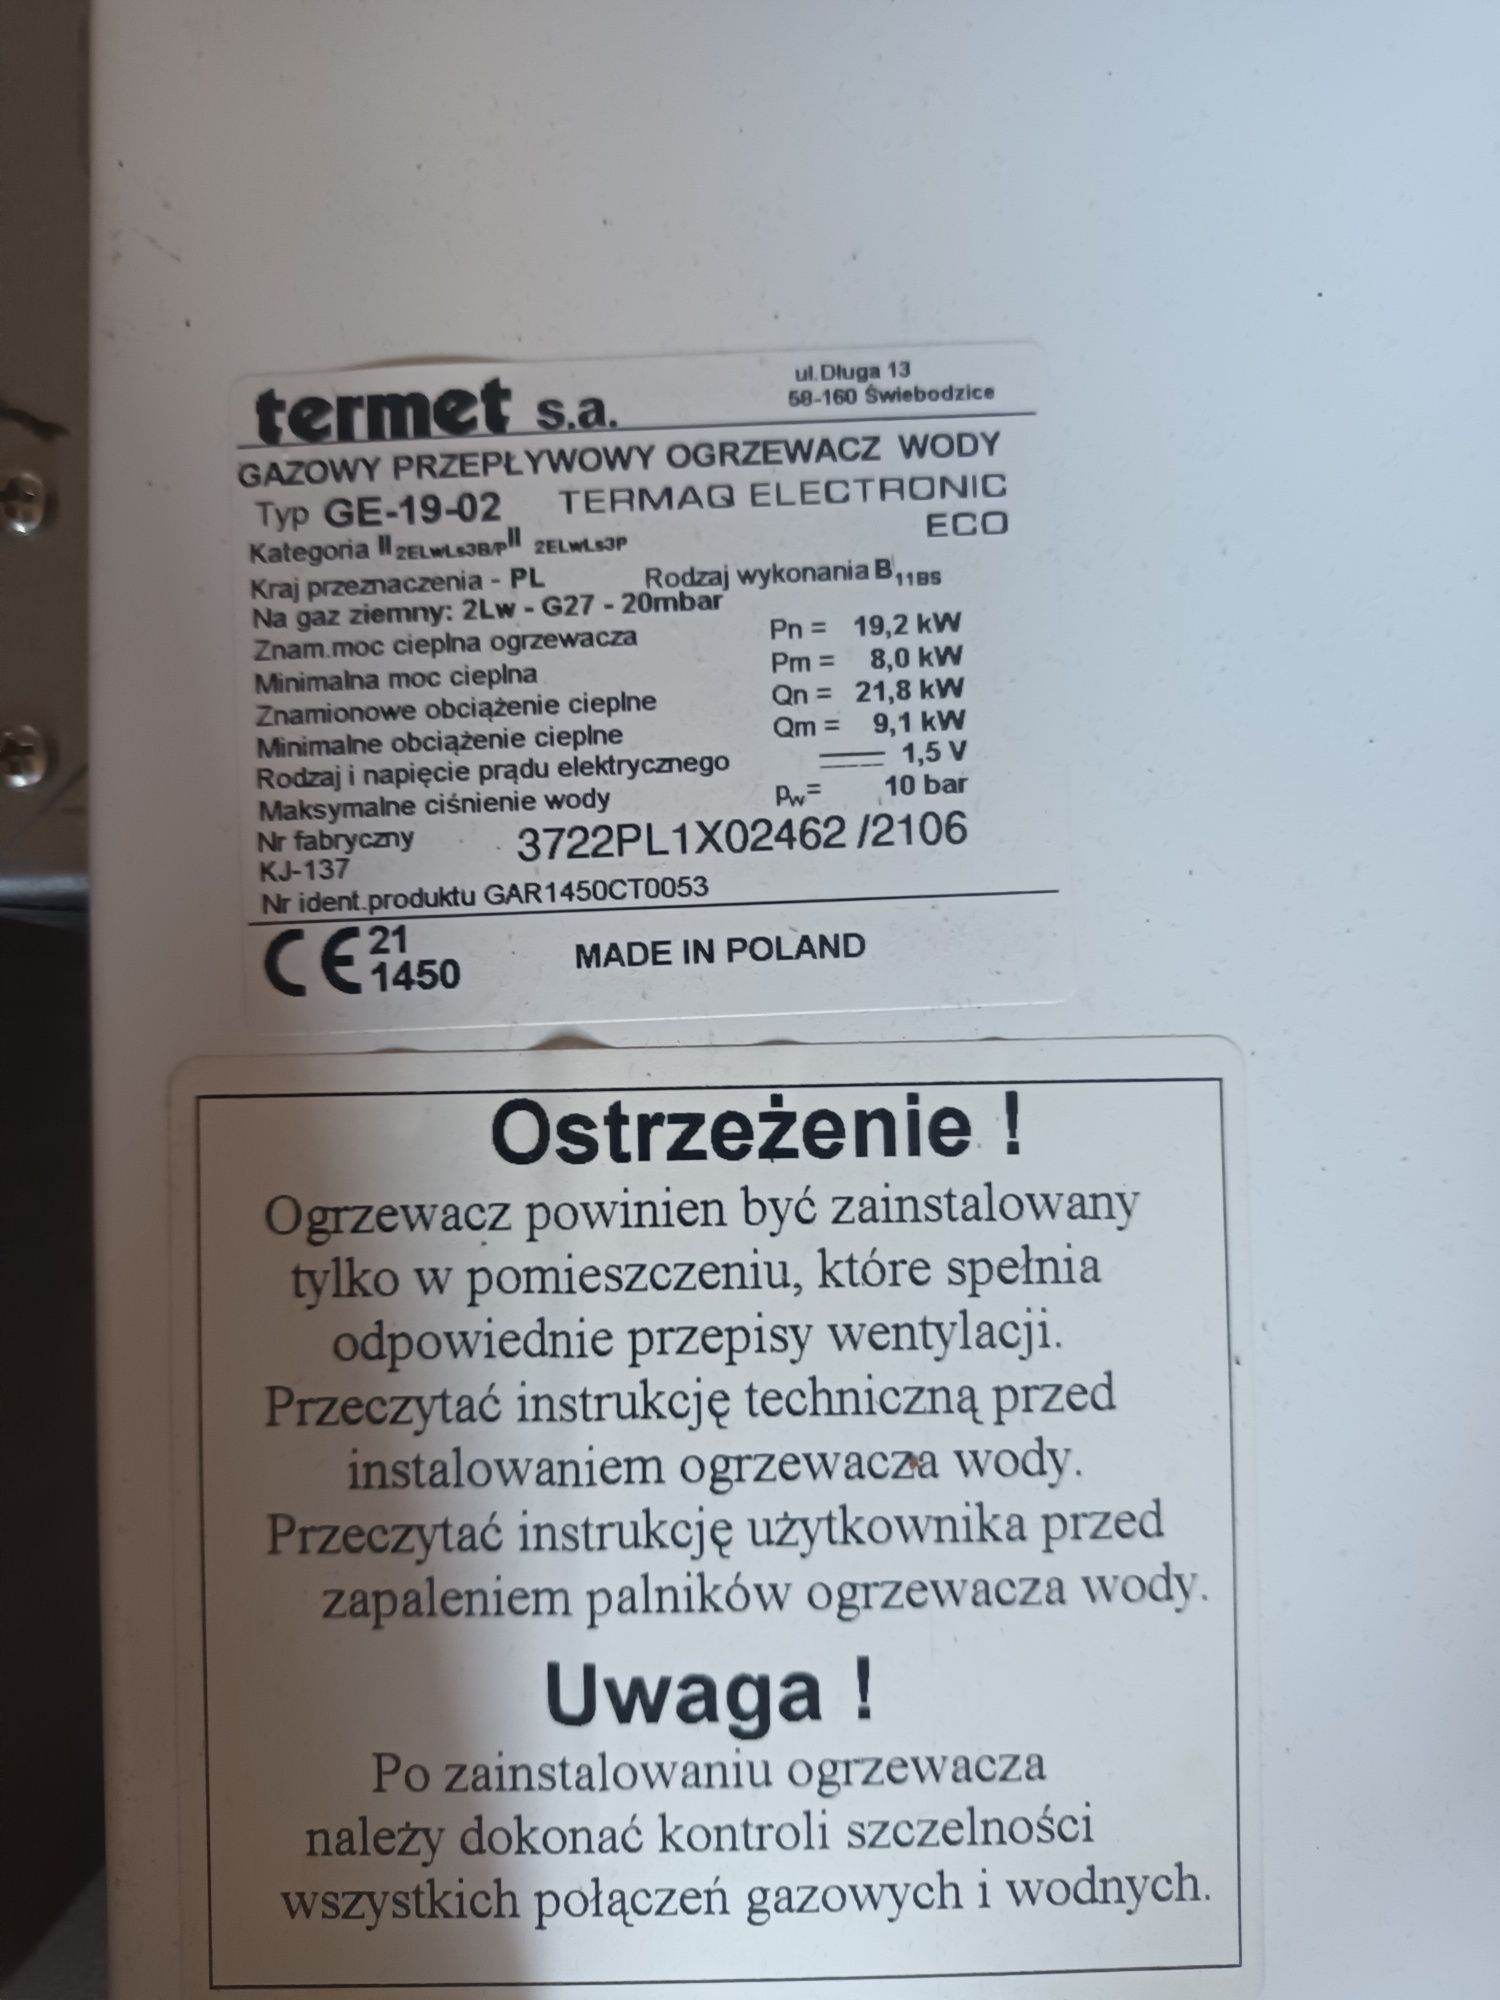 termet s.a.
ul.Długa 13
58-160 Świebodzice
GAZOWY PRZEPŁYWOWY OGRZEWACZ WODY
Typ GE-19-02 TERMAQ ELECTRONIC
ECO
Kategoria II2ELwLs3B/P II 2ELwLs3P
Kraj przeznaczenia - PL Rodzaj wykonania B11BS
Na gaz ziemny: 2Lw - G27 - 20mbar
Znam.moc cieplna ogrzewacza Pn = 19,2 kW
Minimalna moc cieplna Pm = 8,0 kW
Znamionowe obciążenie cieplne Qn = 21,8 kW
Minimalne obciążenie cieplne Qm = 9,1 kW
Rodzaj i napięcie prądu elektrycznego 1,5 V
Maksymalne ciśnienie wody pw= 10 bar
Nr fabryczny 3722PL1X02462 /2106
KJ-137
Nr ident.produktu GAR1450CT0053
CE 21
1450
MADE IN POLAND
Ostrzeżenie !
Ogrzewacz powinien być zainstalowany
tylko w pomieszczeniu, które spełnia
odpowiednie przepisy wentylacji.
Przeczytać instrukcję techniczną przed
instalowaniem ogrzewacza wody.
Przeczytać instrukcję użytkownika przed
zapaleniem palników ogrzewacza wody.
Uwaga !
Po zainstalowaniu ogrzewacza
należy dokonać kontroli szczelności
wszystkich połączeń gazowych i wodnych.